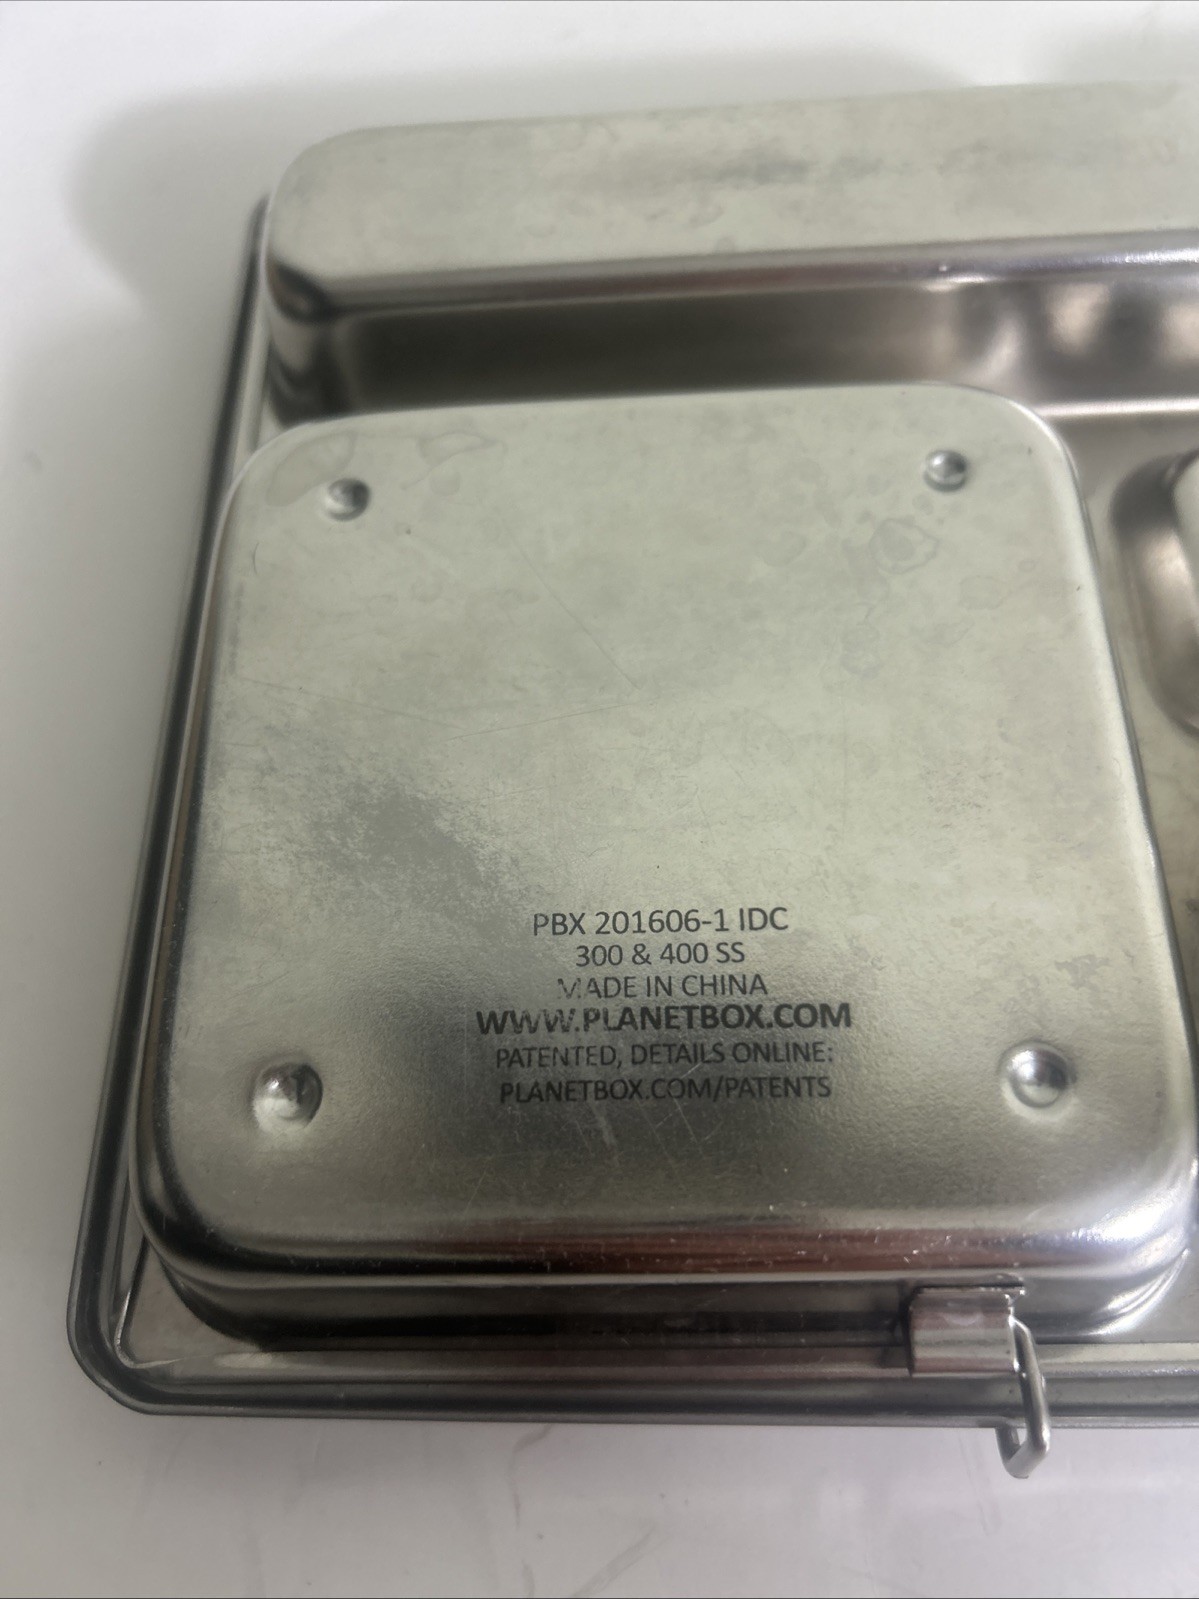 PBX 201606-1 IDC
300 & 400 SS
MADE IN CHINA
WWW.PLANETBOX.COM
PATENTED, DETAILS ONLINE:
PLANETBOX.COM/PATENTS